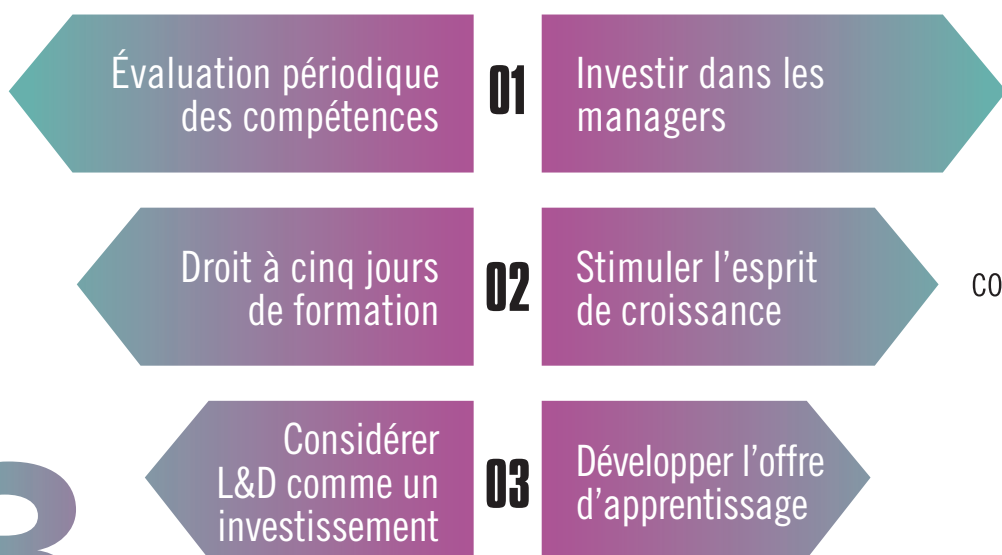 Évaluation périodique
des compétences
01
Investir dans les
managers
Droit à cinq jours
de formation
02
Stimuler l’esprit
de croissance
Considérer
L&D comme un
investissement
03
Développer l’offre
d’apprentissage